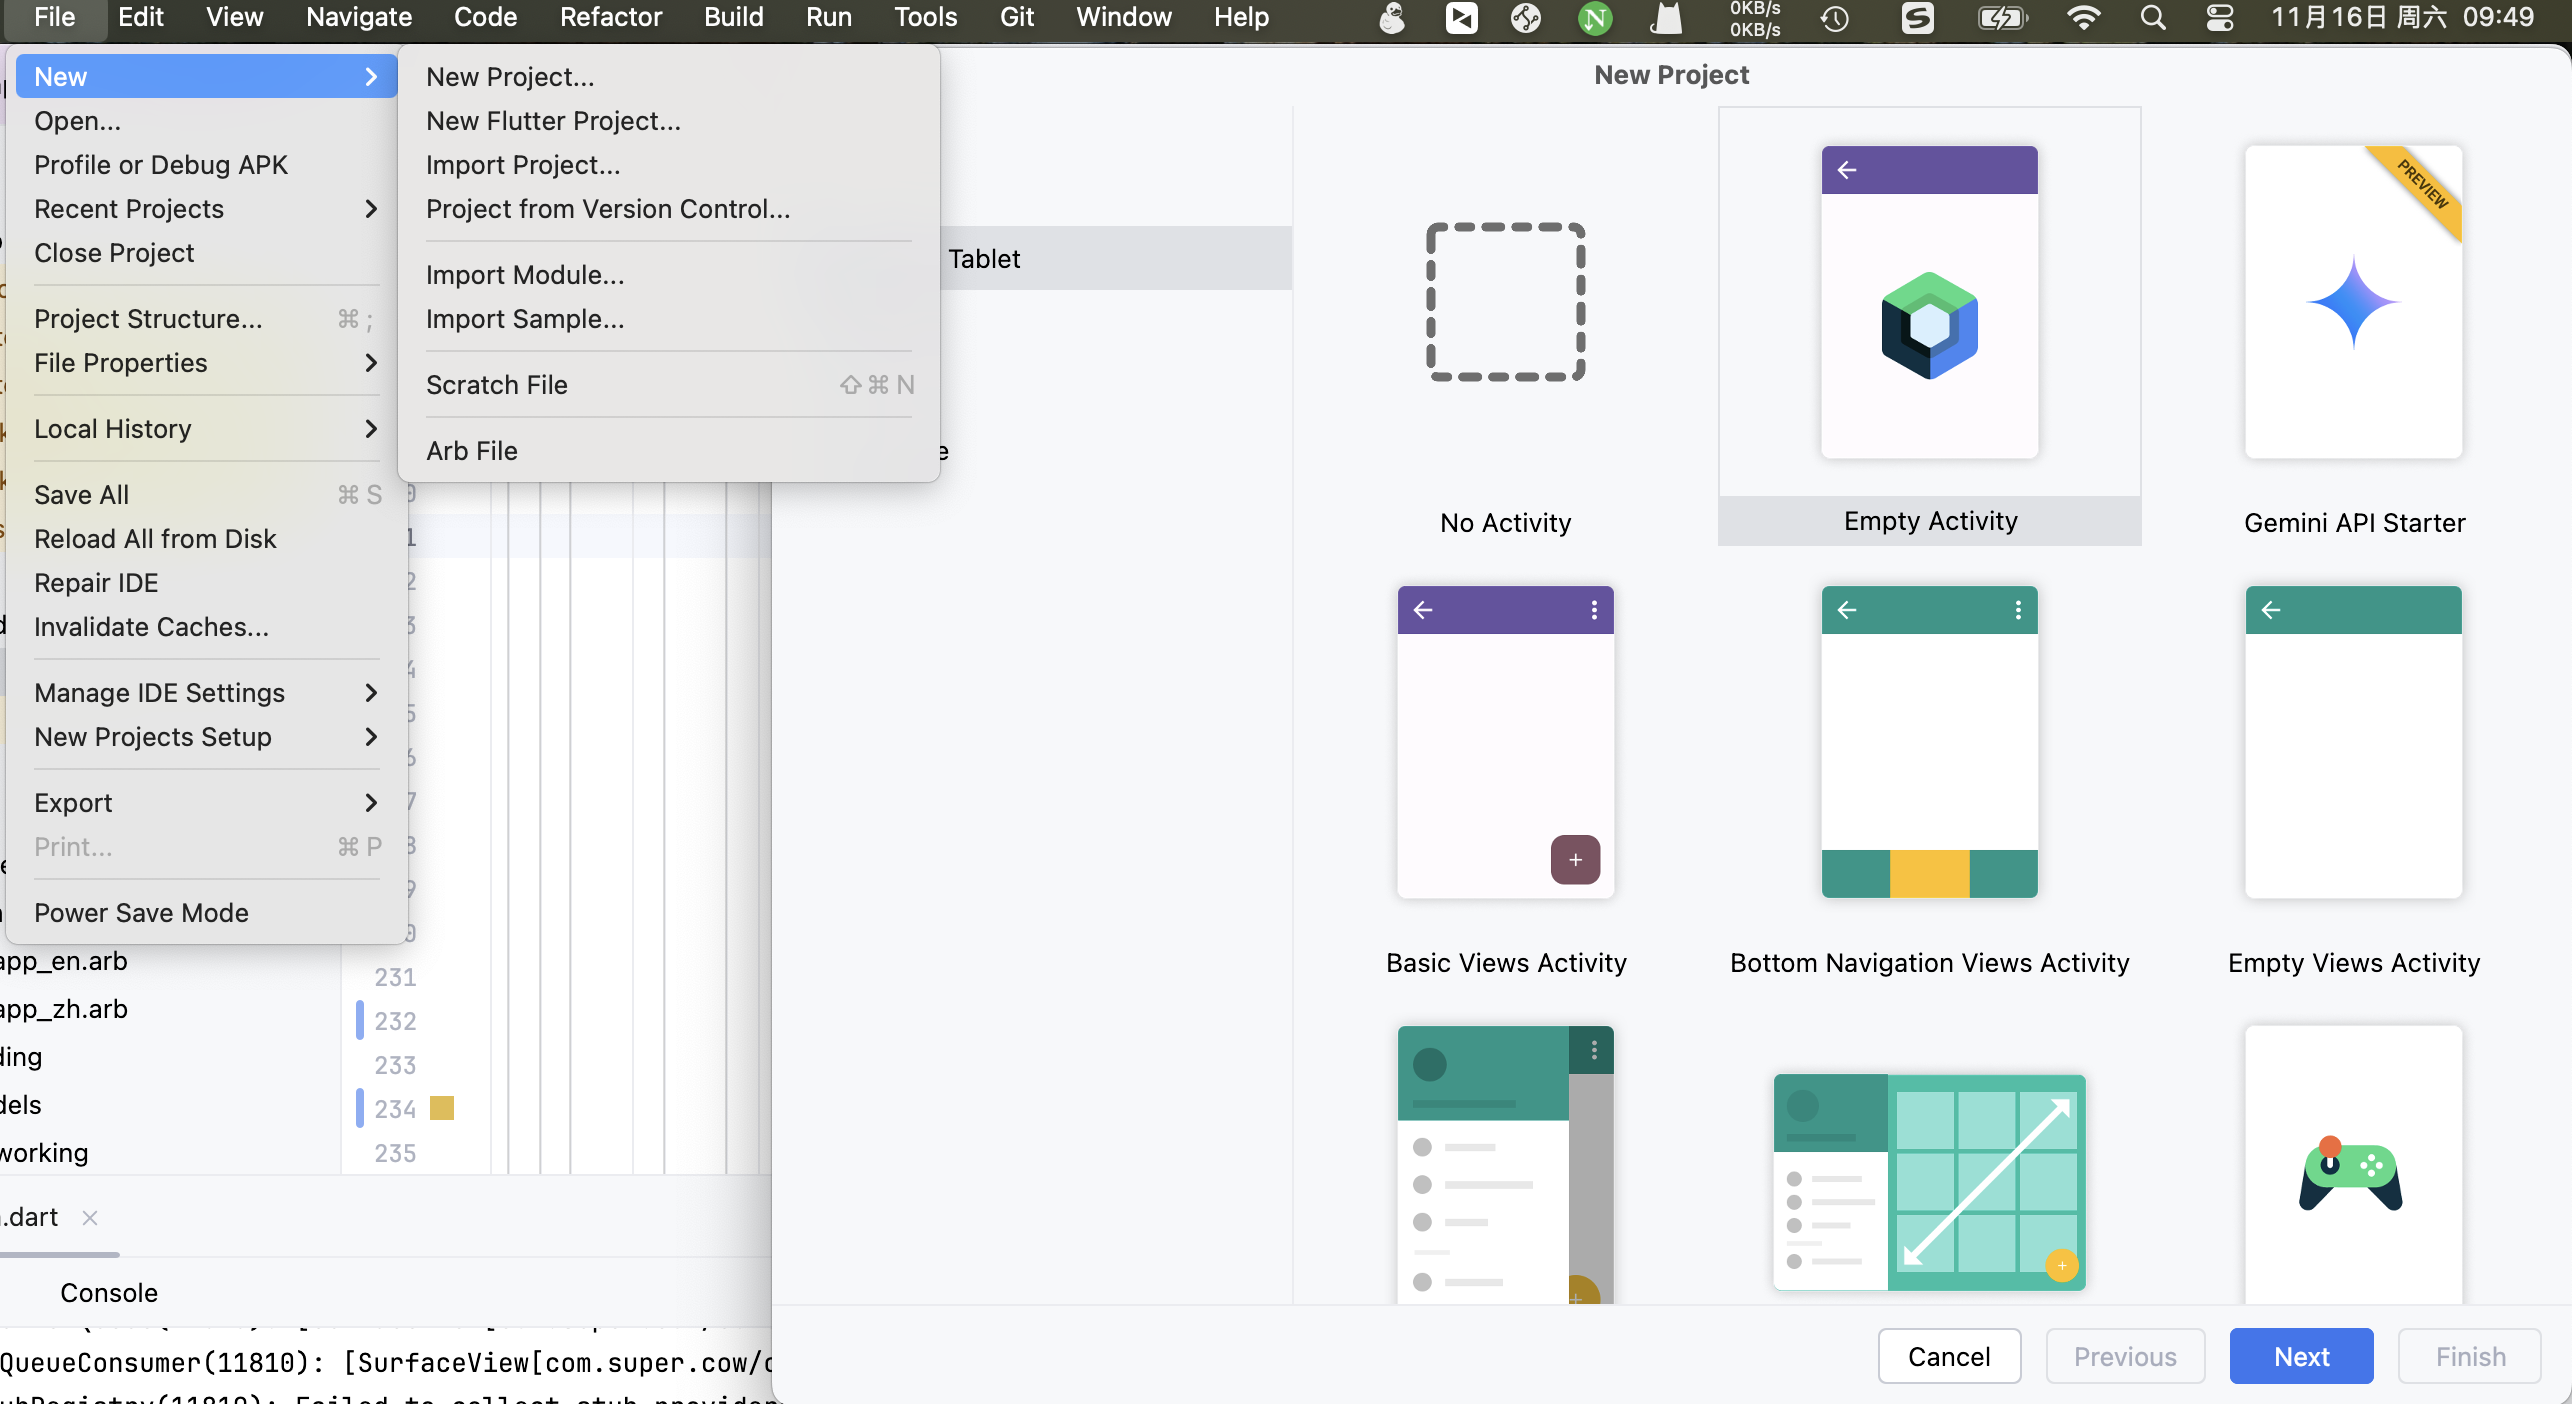 File Edit View Navigate Code Refactor Build Run Tools Git Window Help 0KB/s 0KB/s 11月16日 周六 09:49
New
Open...
Profile or Debug APK
Recent Projects
Close Project
Project Structure... ⌘ ;
File Properties
Local History
Save All ⌘ S
Reload All from Disk
Repair IDE
Invalidate Caches...
Manage IDE Settings
New Projects Setup
Export
Print... ⌘ P
Power Save Mode
New Project...
New Flutter Project...
Import Project...
Project from Version Control...
Import Module...
Import Sample...
Scratch File ⇧ ⌘ N
Arb File
New Project
Tablet
PREVIEW
No Activity
Empty Activity
Gemini API Starter
Basic Views Activity
Bottom Navigation Views Activity
Empty Views Activity
app_en.arb
app_zh.arb
ding
dels
working
231
232
233
234
235
.dart
Console
QueueConsumer(11810): [SurfaceView[com.super.cow/
Cancel
Previous
Next
Finish